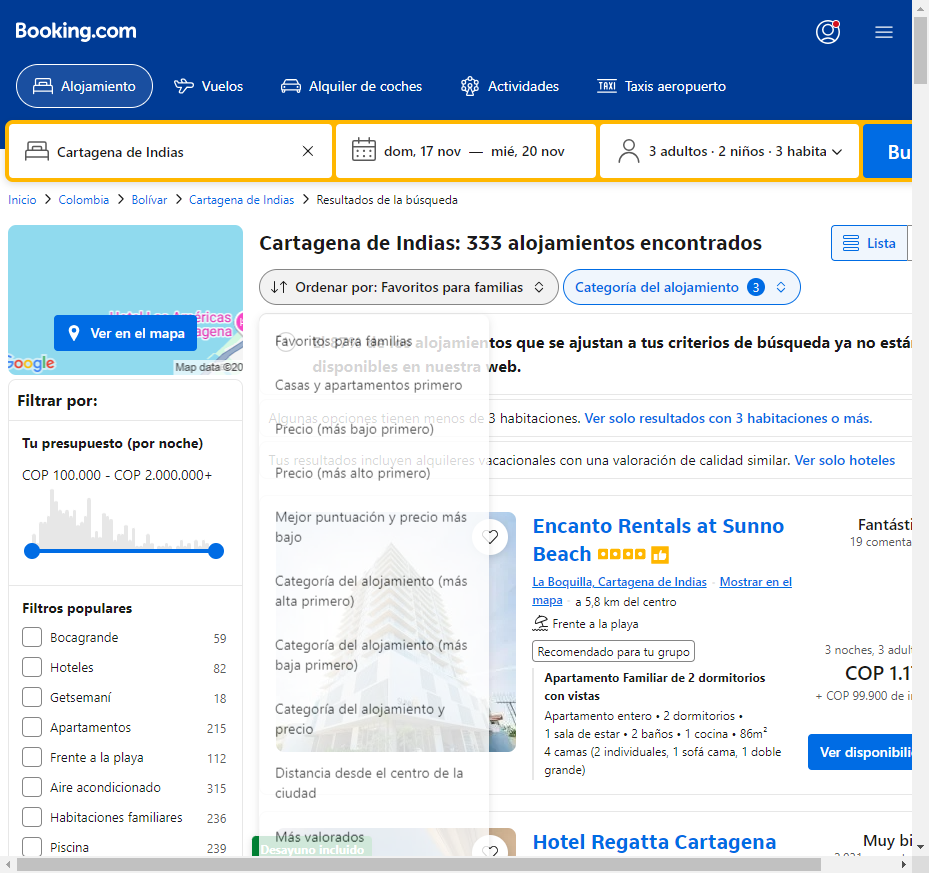 Booking.com
Alojamiento
Vuelos
Alquiler de coches
Actividades
TAXI Taxis aeropuerto
Cartagena de Indias
dom, 17 nov — mié, 20 nov
3 adultos · 2 niños · 3 habita
Bu
Inicio > Colombia > Bolívar > Cartagena de Indias > Resultados de la búsqueda
Ver en el mapa
Google
Map data ©20
Filtrar por:
Tu presupuesto (por noche)
COP 100.000 - COP 2.000.000+
Filtros populares
Bocagrande 59
Hoteles 82
Getsemaní 18
Apartamentos 215
Frente a la playa 112
Aire acondicionado 315
Habitaciones familiares 236
Piscina 239
Cartagena de Indias: 333 alojamientos encontrados
Lista
Ordenar por: Favoritos para familias
Categoría del alojamiento 3
Favoritos para familias
Casas y apartamentos primero
Precio (más bajo primero)
Precio (más alto primero)
Mejor puntuación y precio más
bajo
Categoría del alojamiento (más
alta primero)
Categoría del alojamiento (más
baja primero)
Categoría del alojamiento y
precio
Distancia desde el centro de la
ciudad
Más valorados
de los alojamientos que se ajustan a tus criterios de búsqueda ya no está
disponibles en nuestra web.
Algunas opciones tienen menos de 3 habitaciones. Ver solo resultados con 3 habitaciones o más.
Tus resultados incluyen alquileres vacacionales con una valoración de calidad similar. Ver solo hoteles
Encanto Rentals at Sunno
Beach
La Boquilla, Cartagena de Indias · Mostrar en el
mapa · a 5,8 km del centro
Frente a la playa
Recomendado para tu grupo
Apartamento Familiar de 2 dormitorios
con vistas
Apartamento entero • 2 dormitorios •
1 sala de estar • 2 baños • 1 cocina • 86m²
4 camas (2 individuales, 1 sofá cama, 1 doble
grande)
Fantásti
19 comenta
3 noches, 3 adult
COP 1.1
+ COP 99.900 de i
Ver disponibili
Desayuno incluido
Hotel Regatta Cartagena
Muy bi